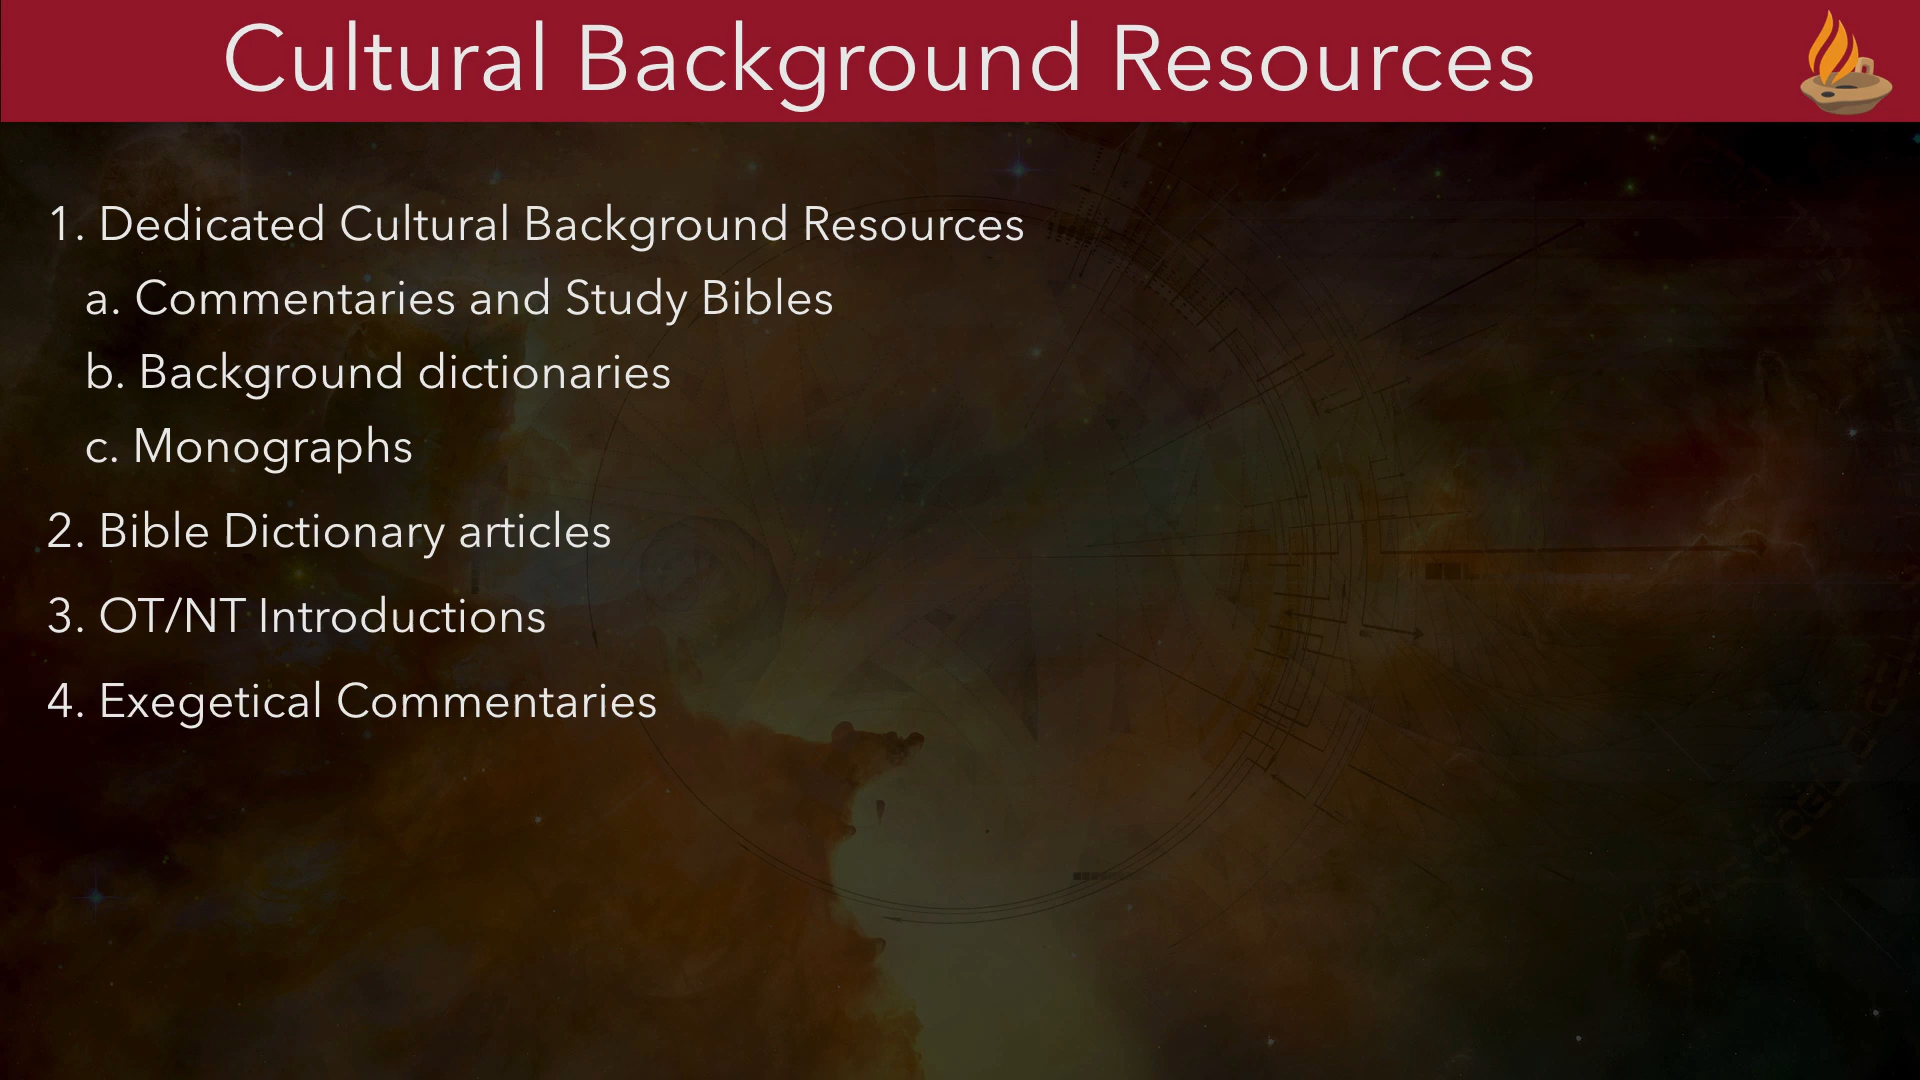 Cultural Background Resources
1. Dedicated Cultural Background Resources
a. Commentaries and Study Bibles
b. Background dictionaries
c. Monographs
2. Bible Dictionary articles
3. OT/NT Introductions
4. Exegetical Commentaries